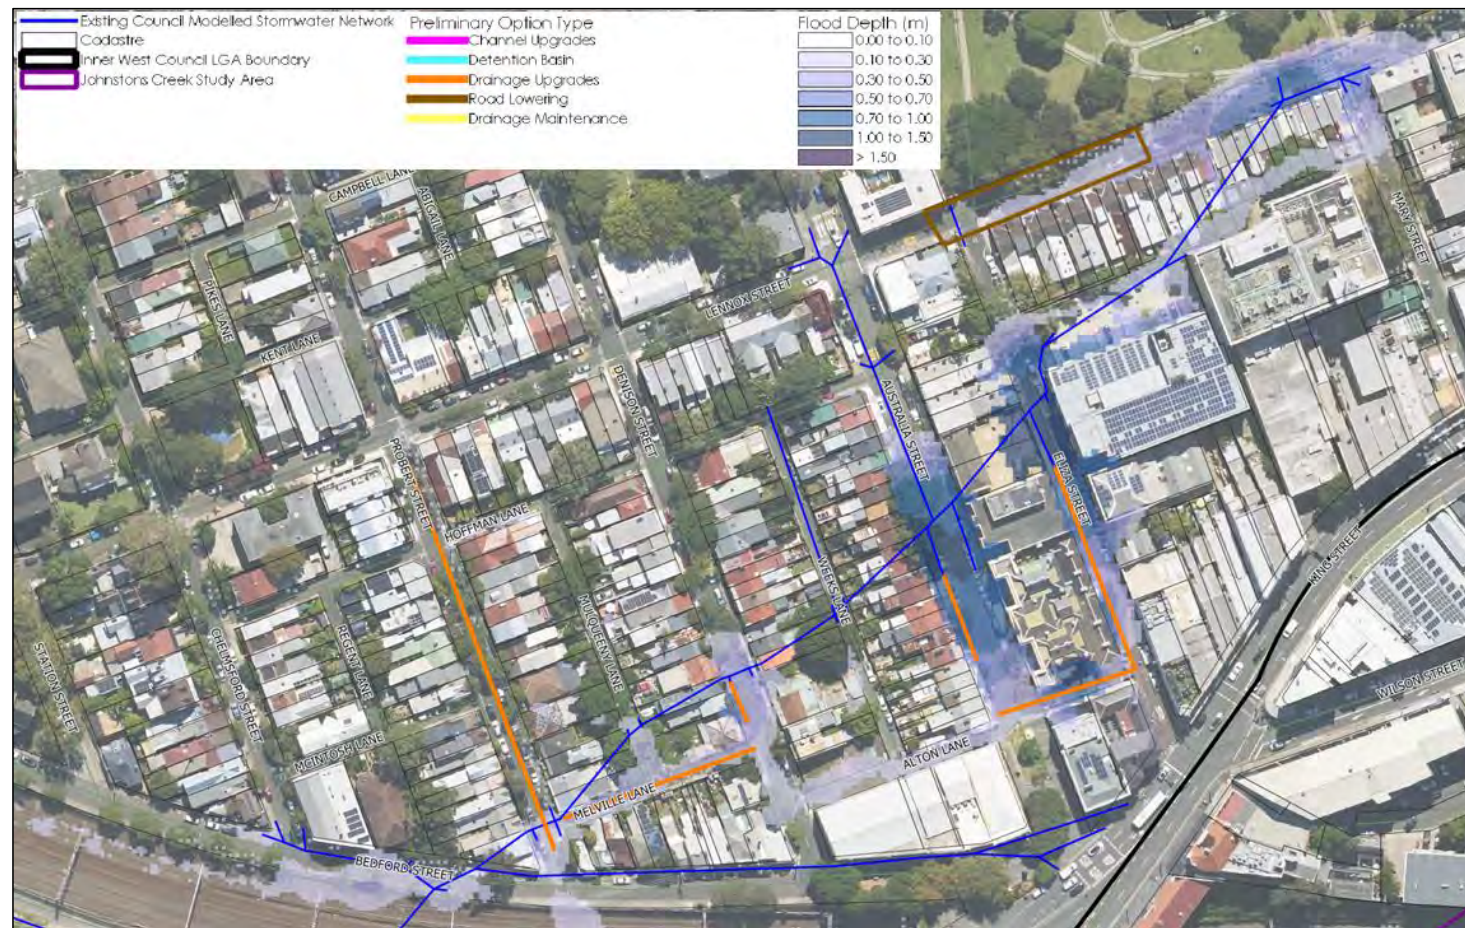 Existing Council Modelled Stormwater Network
Cadastre
Inner West Council LGA Boundary
Johnstons Creek Study Area
Preliminary Option Type
Channel Upgrades
Detention Basin
Drainage Upgrades
Road Lowering
Drainage Maintenance
Flood Depth (m)
0.00 to 0.10
0.10 to 0.30
0.30 to 0.50
0.50 to 0.70
0.70 to 1.00
1.00 to 1.50
> 1.50
CAMPBELL LANE
ABIGAIL LANE
MARY STREET
PIKES LANE
LENNOX STREET
KENT LANE
DENISON STREET
AUSTRALIA STREET
ELIZA STREET
PROBERT STREET
HOFFMAN LANE
KING STREET
WEEKS LANE
MULQUEENY LANE
STATION STREET
CHELMSFORD STREET
REGENT LANE
WILSON STREET
MCINTOSH LANE
ALTON LANE
MELVILLE LANE
BEDFORD STREET